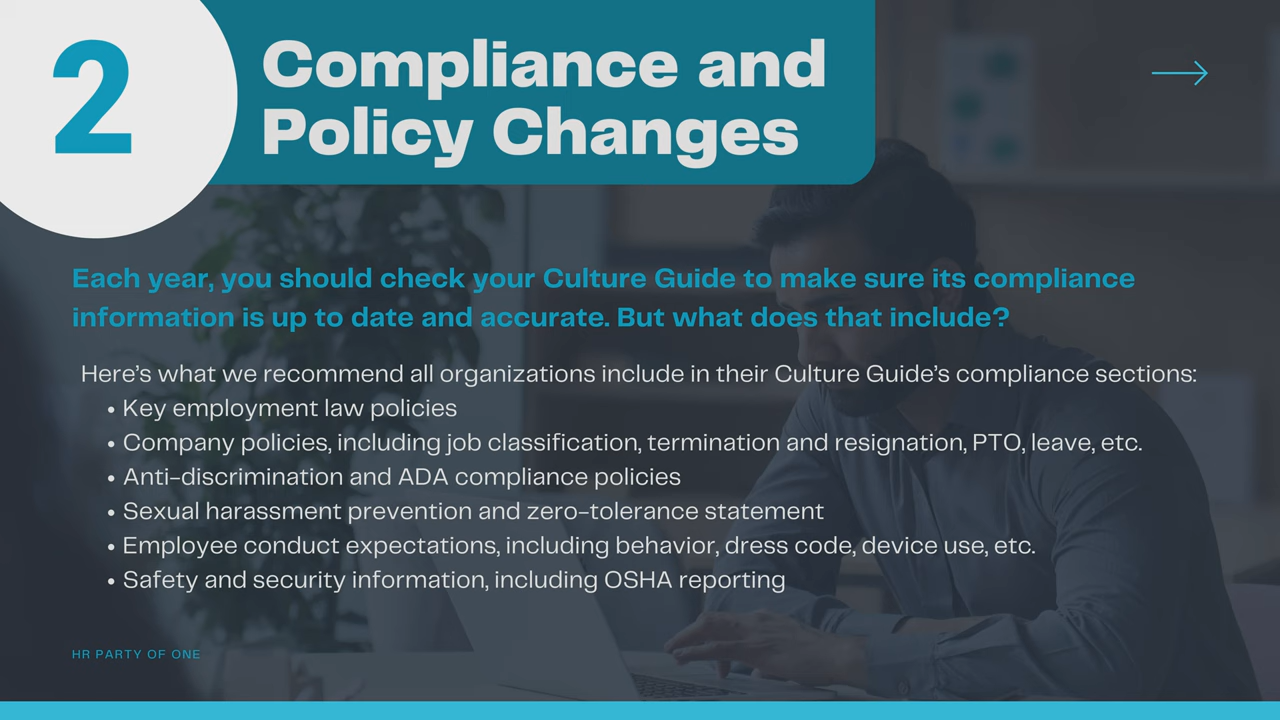 2
Compliance and
Policy Changes
Each year, you should check your Culture Guide to make sure its compliance
information is up to date and accurate. But what does that include?
Here’s what we recommend all organizations include in their Culture Guide’s compliance sections:
• Key employment law policies
• Company policies, including job classification, termination and resignation, PTO, leave, etc.
• Anti-discrimination and ADA compliance policies
• Sexual harassment prevention and zero-tolerance statement
• Employee conduct expectations, including behavior, dress code, device use, etc.
• Safety and security information, including OSHA reporting
HR PARTY OF ONE